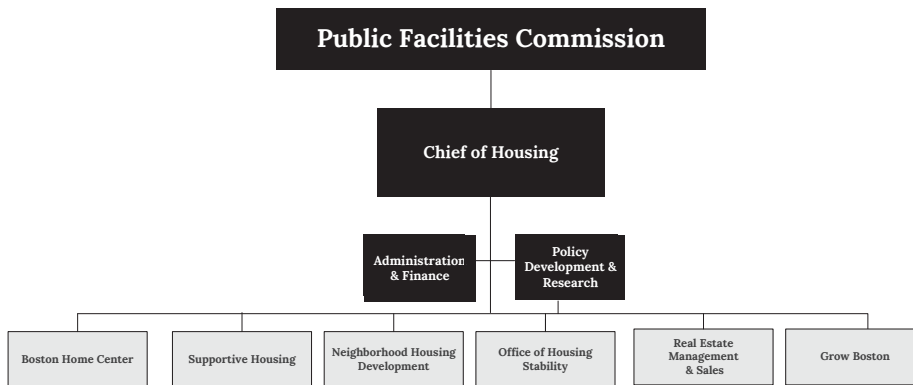 Public Facilities Commission
Chief of Housing
Administration
& Finance
Policy
Development &
Research
Boston Home Center
Supportive Housing
Neighborhood Housing
Development
Office of Housing
Stability
Real Estate
Management
& Sales
Grow Boston